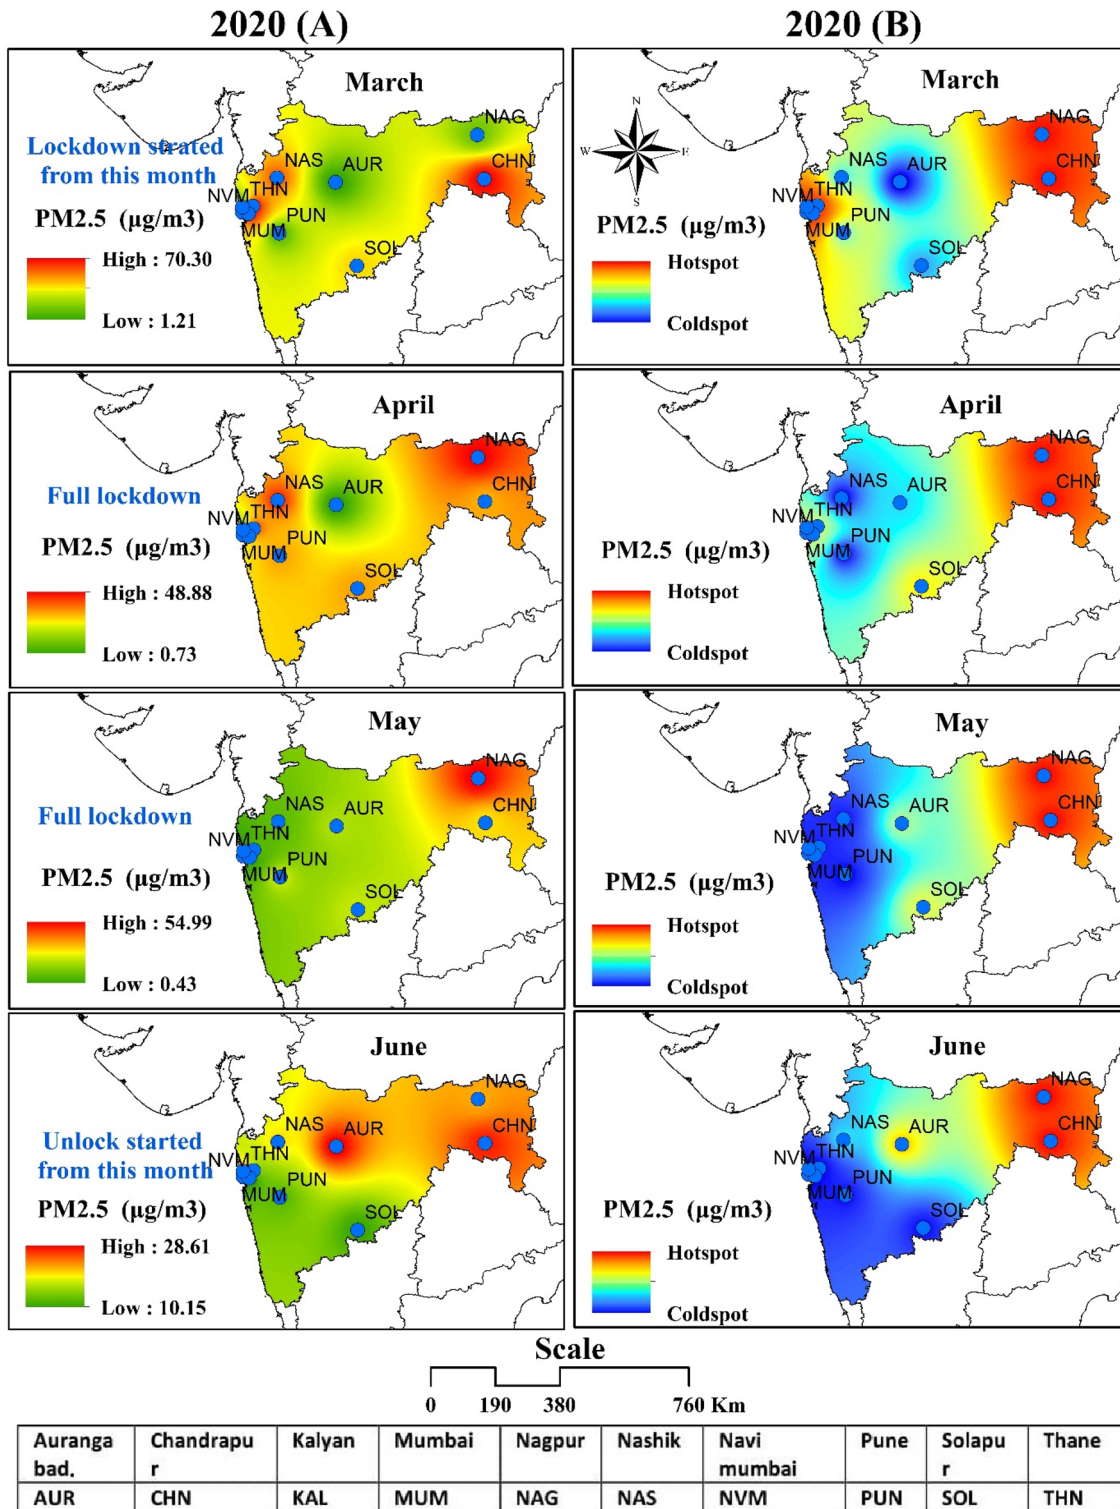 2020 (A)
2020 (B)
March
Lockdown strated
from this month
PM2.5 (µg/m3)
High : 70.30
Low : 1.21
NAG
CHN
NAS
AUR
THN
NVM
PUN
MUM
SOL
March
N
W
E
S
PM2.5 (µg/m3)
Hotspot
Coldspot
NAG
CHN
NAS
AUR
THN
NVM
PUN
MUM
SOL
April
Full lockdown
PM2.5 (µg/m3)
High : 48.88
Low : 0.73
NAG
CHN
NAS
AUR
THN
NVM
PUN
MUM
SOL
April
PM2.5 (µg/m3)
Hotspot
Coldspot
NAG
CHN
NAS
AUR
THN
NVM
PUN
MUM
SOL
May
Full lockdown
PM2.5 (µg/m3)
High : 54.99
Low : 0.43
NAG
CHN
NAS
AUR
THN
NVM
PUN
MUM
SOL
May
PM2.5 (µg/m3)
Hotspot
Coldspot
NAG
CHN
NAS
AUR
THN
NVM
PUN
MUM
SOL
June
Unlock started
from this month
PM2.5 (µg/m3)
High : 28.61
Low : 10.15
NAG
CHN
NAS
AUR
THN
NVM
PUN
MUM
SOL
June
PM2.5 (µg/m3)
Hotspot
Coldspot
NAG
CHN
NAS
AUR
THN
NVM
PUN
MUM
SOL
Scale
0 190 380 760 Km
Auranga Chandrapu Kalyan Mumbai Nagpur Nashik Navi Pune Solapu Thane
bad. r mumbai r
AUR CHN KAL MUM NAG NAS NVM PUN SOL THN